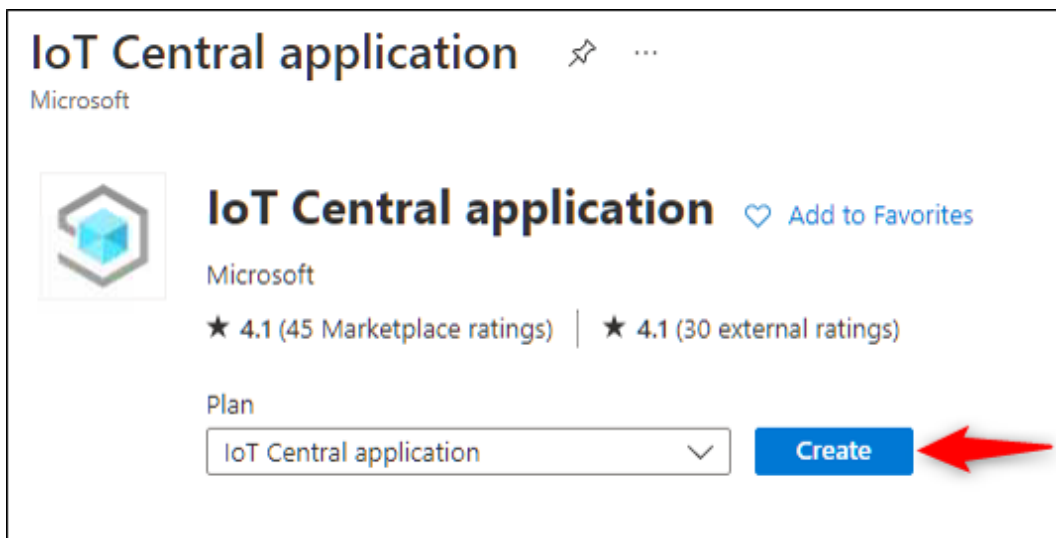 IoT Central application ...
Microsoft
IoT Central application Add to Favorites
Microsoft
★ 4.1 (45 Marketplace ratings) | ★ 4.1 (30 external ratings)
Plan
IoT Central application Create